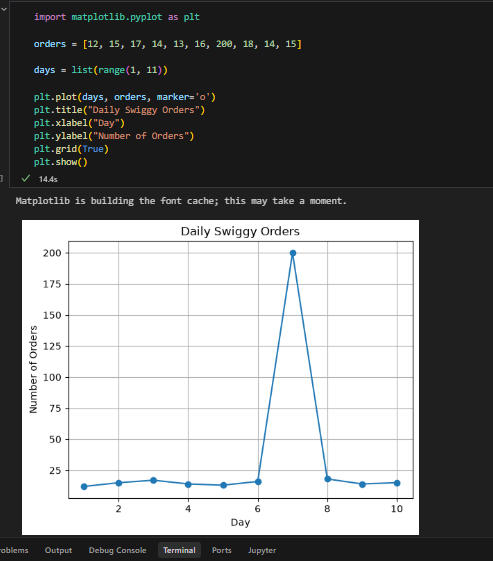 import matplotlib.pyplot as plt
orders = [12, 15, 17, 14, 13, 16, 200, 18, 14, 15]
days = list(range(1, 11))
plt.plot(days, orders, marker='o')
plt.title("Daily Swiggy Orders")
plt.xlabel("Day")
plt.ylabel("Number of Orders")
plt.grid(True)
plt.show()
14.4s
Matplotlib is building the font cache; this may take a moment.
Daily Swiggy Orders
200
175
150
125
100
75
50
25
Number of Orders
2 4 6 8 10
Day
Output Debug Console Terminal Ports Jupyter